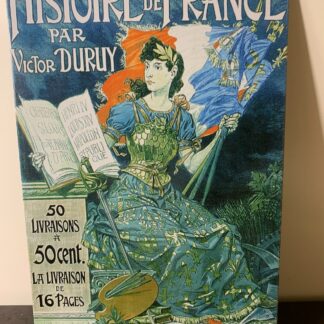 HISTOIRE DE FRANCE
PAR
VICTOR DURUY
50
LIVRAISONS
À
50 CENT.
LA LIVRAISON
DE
16 PAGES